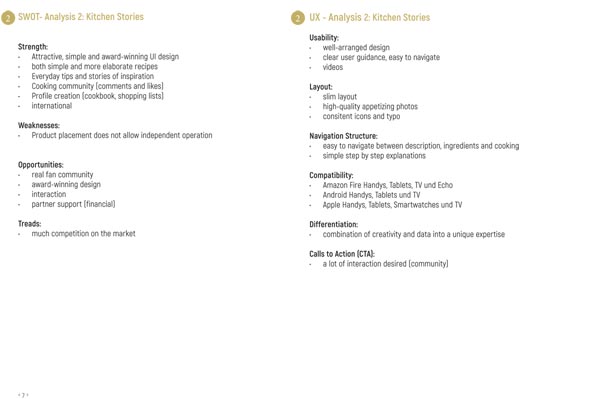 2 SWOT- Analysis 2: Kitchen Stories
Strength:
· Attractive, simple and award-winning UI design
· both simple and more elaborate recipes
· Everyday tips and stories of inspiration
· Cooking community (comments and likes)
· Profile creation (cookbook, shopping lists)
· international
Weaknesses:
· Product placement does not allow independent operation
Opportunities:
· real fan community
· award-winning design
· interaction
· partner support (financial)
Treads:
· much competition on the market
2 UX - Analysis 2: Kitchen Stories
Usability:
· well-arranged design
· clear user guidance, easy to navigate
· videos
Layout:
· slim layout
· high-quality appetizing photos
· consitent icons and typo
Navigation Structure:
· easy to navigate between description, ingredients and cooking
· simple step by step explanations
Compatibility:
· Amazon Fire Handys, Tablets, TV und Echo
· Android Handys, Tablets und TV
· Apple Handys, Tablets, Smartwatches und TV
Differentiation:
· combination of creativity and data into a unique expertise
Calls to Action (CTA):
· a lot of interaction desired (community)
7